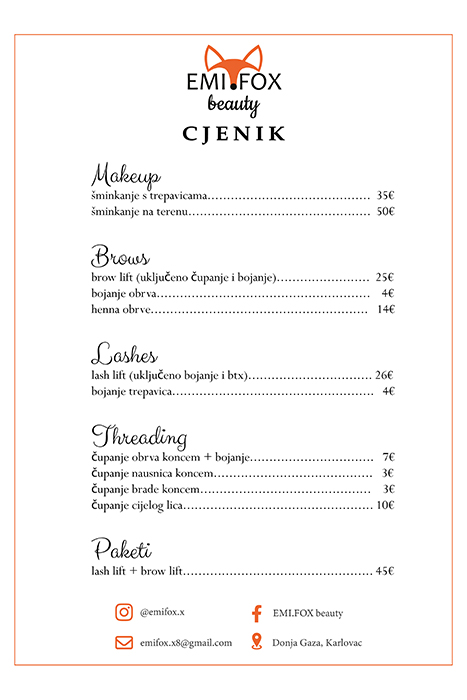 EMI.FOX
beauty
CJENIK
Makeup
šminkanje s trepavicama.......................................... 35€
šminkanje na terenu............................................... 50€
Brows
brow lift (uključeno čupanje i bojanje)........................ 25€
bojanje obrva....................................................... 4€
henna obrve........................................................ 14€
Lashes
lash lift (uključeno bojanje i btx)................................ 26€
bojanje trepavica.................................................... 4€
Threading
čupanje obrva koncem + bojanje................................ 7€
čupanje nausnica koncem......................................... 3€
čupanje brade koncem............................................ 3€
čupanje cijelog lica................................................. 10€
Paketi
lash lift + brow lift................................................. 45€
@emifox.x EMI.FOX beauty
emifox.x8@gmail.com Donja Gaza, Karlovac